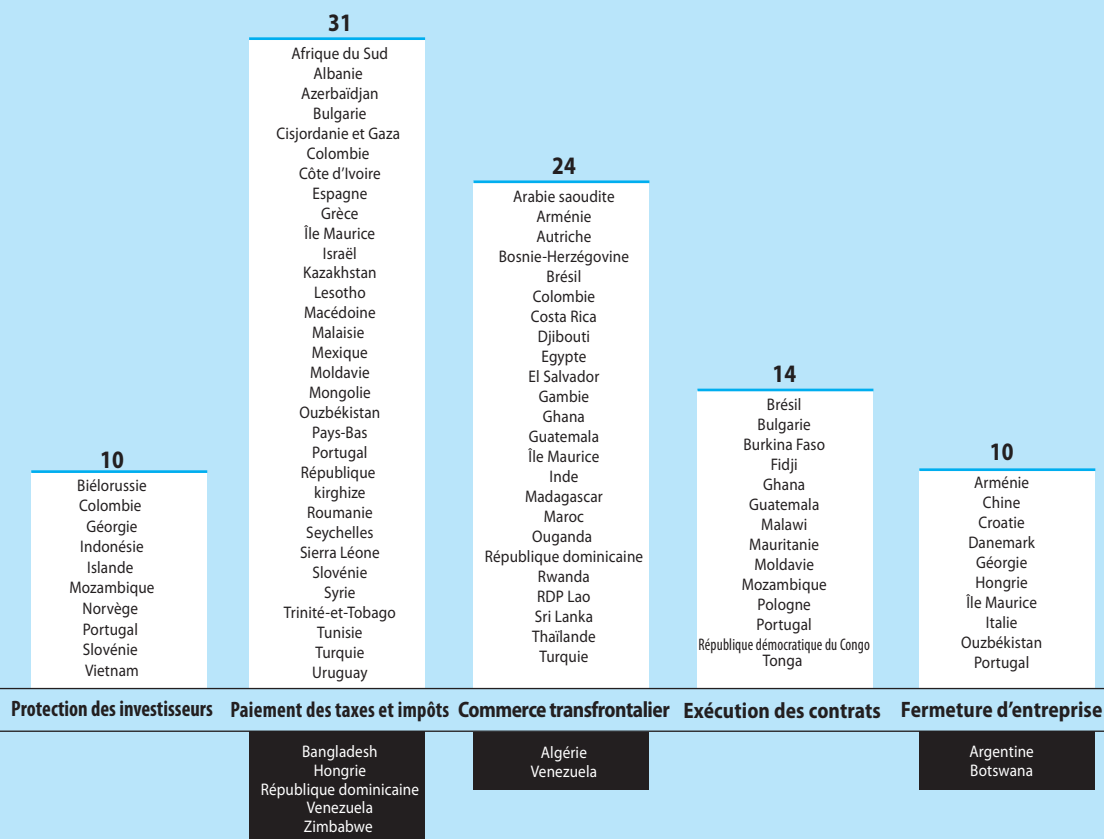 10
Biélorussie
Colombie
Géorgie
Indonésie
Islande
Mozambique
Norvège
Portugal
Slovénie
Vietnam
Protection des investisseurs
31
Afrique du Sud
Albanie
Azerbaïdjan
Bulgarie
Cisjordanie et Gaza
Colombie
Côte d'Ivoire
Espagne
Grèce
Île Maurice
Israël
Kazakhstan
Lesotho
Macédoine
Malaisie
Mexique
Moldavie
Mongolie
Ouzbékistan
Pays-Bas
Portugal
République
kirghize
Roumanie
Seychelles
Sierra Léone
Slovénie
Syrie
Trinité-et-Tobago
Tunisie
Turquie
Uruguay
Paiement des taxes et impôts
Bangladesh
Hongrie
République dominicaine
Venezuela
Zimbabwe
24
Arabie saoudite
Arménie
Autriche
Bosnie-Herzégovine
Brésil
Colombie
Costa Rica
Djibouti
Egypte
El Salvador
Gambie
Ghana
Guatemala
Île Maurice
Inde
Madagascar
Maroc
Ouganda
République dominicaine
Rwanda
RDP Lao
Sri Lanka
Thaïlande
Turquie
Commerce transfrontalier
Algérie
Venezuela
14
Brésil
Bulgarie
Burkina Faso
Fidji
Ghana
Guatemala
Malawi
Mauritanie
Moldavie
Mozambique
Pologne
Portugal
République démocratique du Congo
Tonga
Exécution des contrats
10
Arménie
Chine
Croatie
Danemark
Géorgie
Hongrie
Île Maurice
Italie
Ouzbékistan
Portugal
Fermeture d'entreprise
Argentine
Botswana